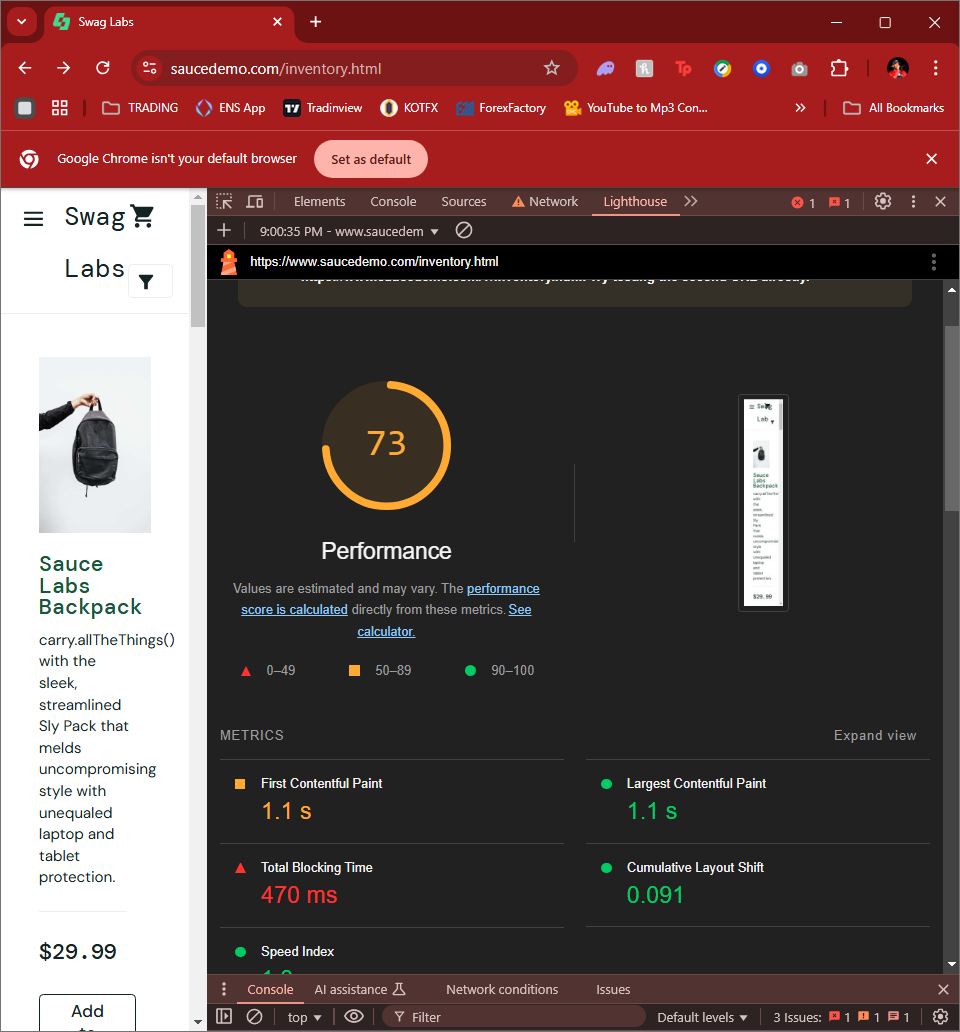 Swag Labs
saucedemo.com/inventory.html
TRADING
ENS App
Tradinview
KOTFX
ForexFactory
YouTube to Mp3 Con...
All Bookmarks
Google Chrome isn't your default browser
Set as default
Swag
Labs
Sauce
Labs
Backpack
carry.allTheThings()
with the
sleek,
streamlined
Sly Pack that
melds
uncompromising
style with
unequaled
laptop and
tablet
protection.
$29.99
Add
Elements
Console
Sources
Network
Lighthouse
1
1
9:00:35 PM - www.saucedem
https://www.saucedemo.com/inventory.html
73
Performance
Values are estimated and may vary. The performance
score is calculated directly from these metrics. See
calculator.
0–49
50–89
90–100
Swag
Lab
Sauce
Labs
Backpack
$29.99
METRICS
Expand view
First Contentful Paint
1.1 s
Largest Contentful Paint
1.1 s
Total Blocking Time
470 ms
Cumulative Layout Shift
0.091
Speed Index
Console
AI assistance
Network conditions
Issues
top
Filter
Default levels
3 Issues:
1
1
1